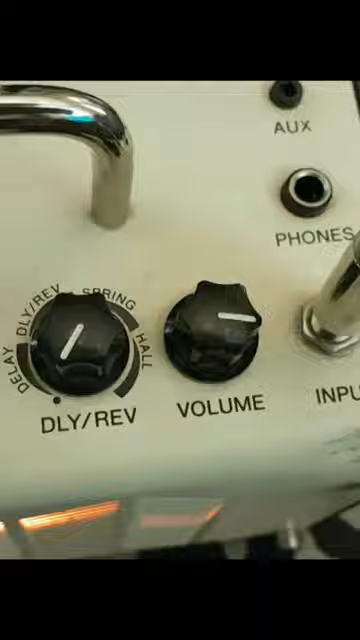 AUX
PHONES
DELAY
DLY/REV
SPRING
HALL
DLY/REV
VOLUME
INPU